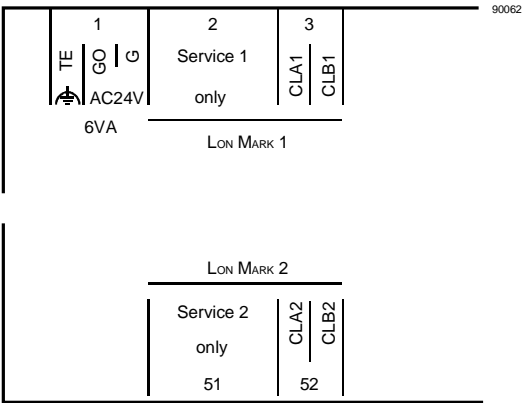 90062
1 2 3
TE GO G Service 1 CLA1 CLB1
AC24V only
6VA
LON MARK 1
LON MARK 2
Service 2 CLA2 CLB2
only
51 52